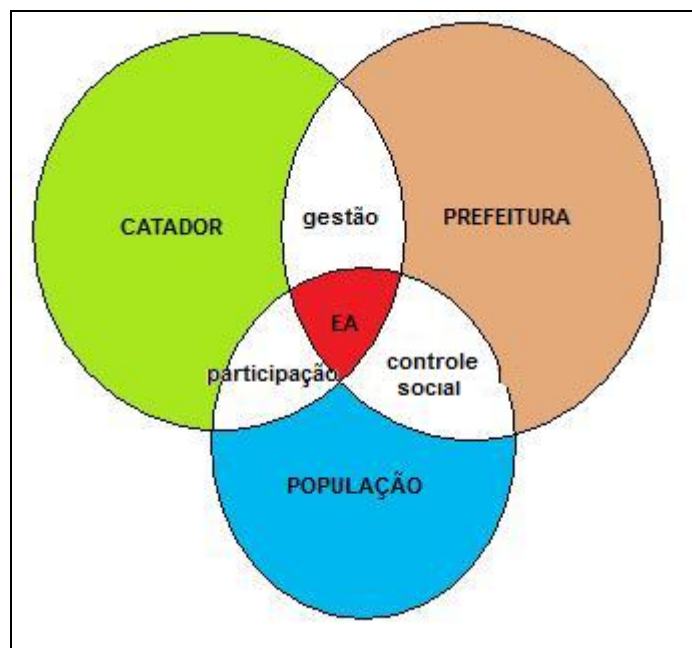 CATADOR
gestão
PREFEITURA
EA
participação
controle
social
POPULAÇÃO